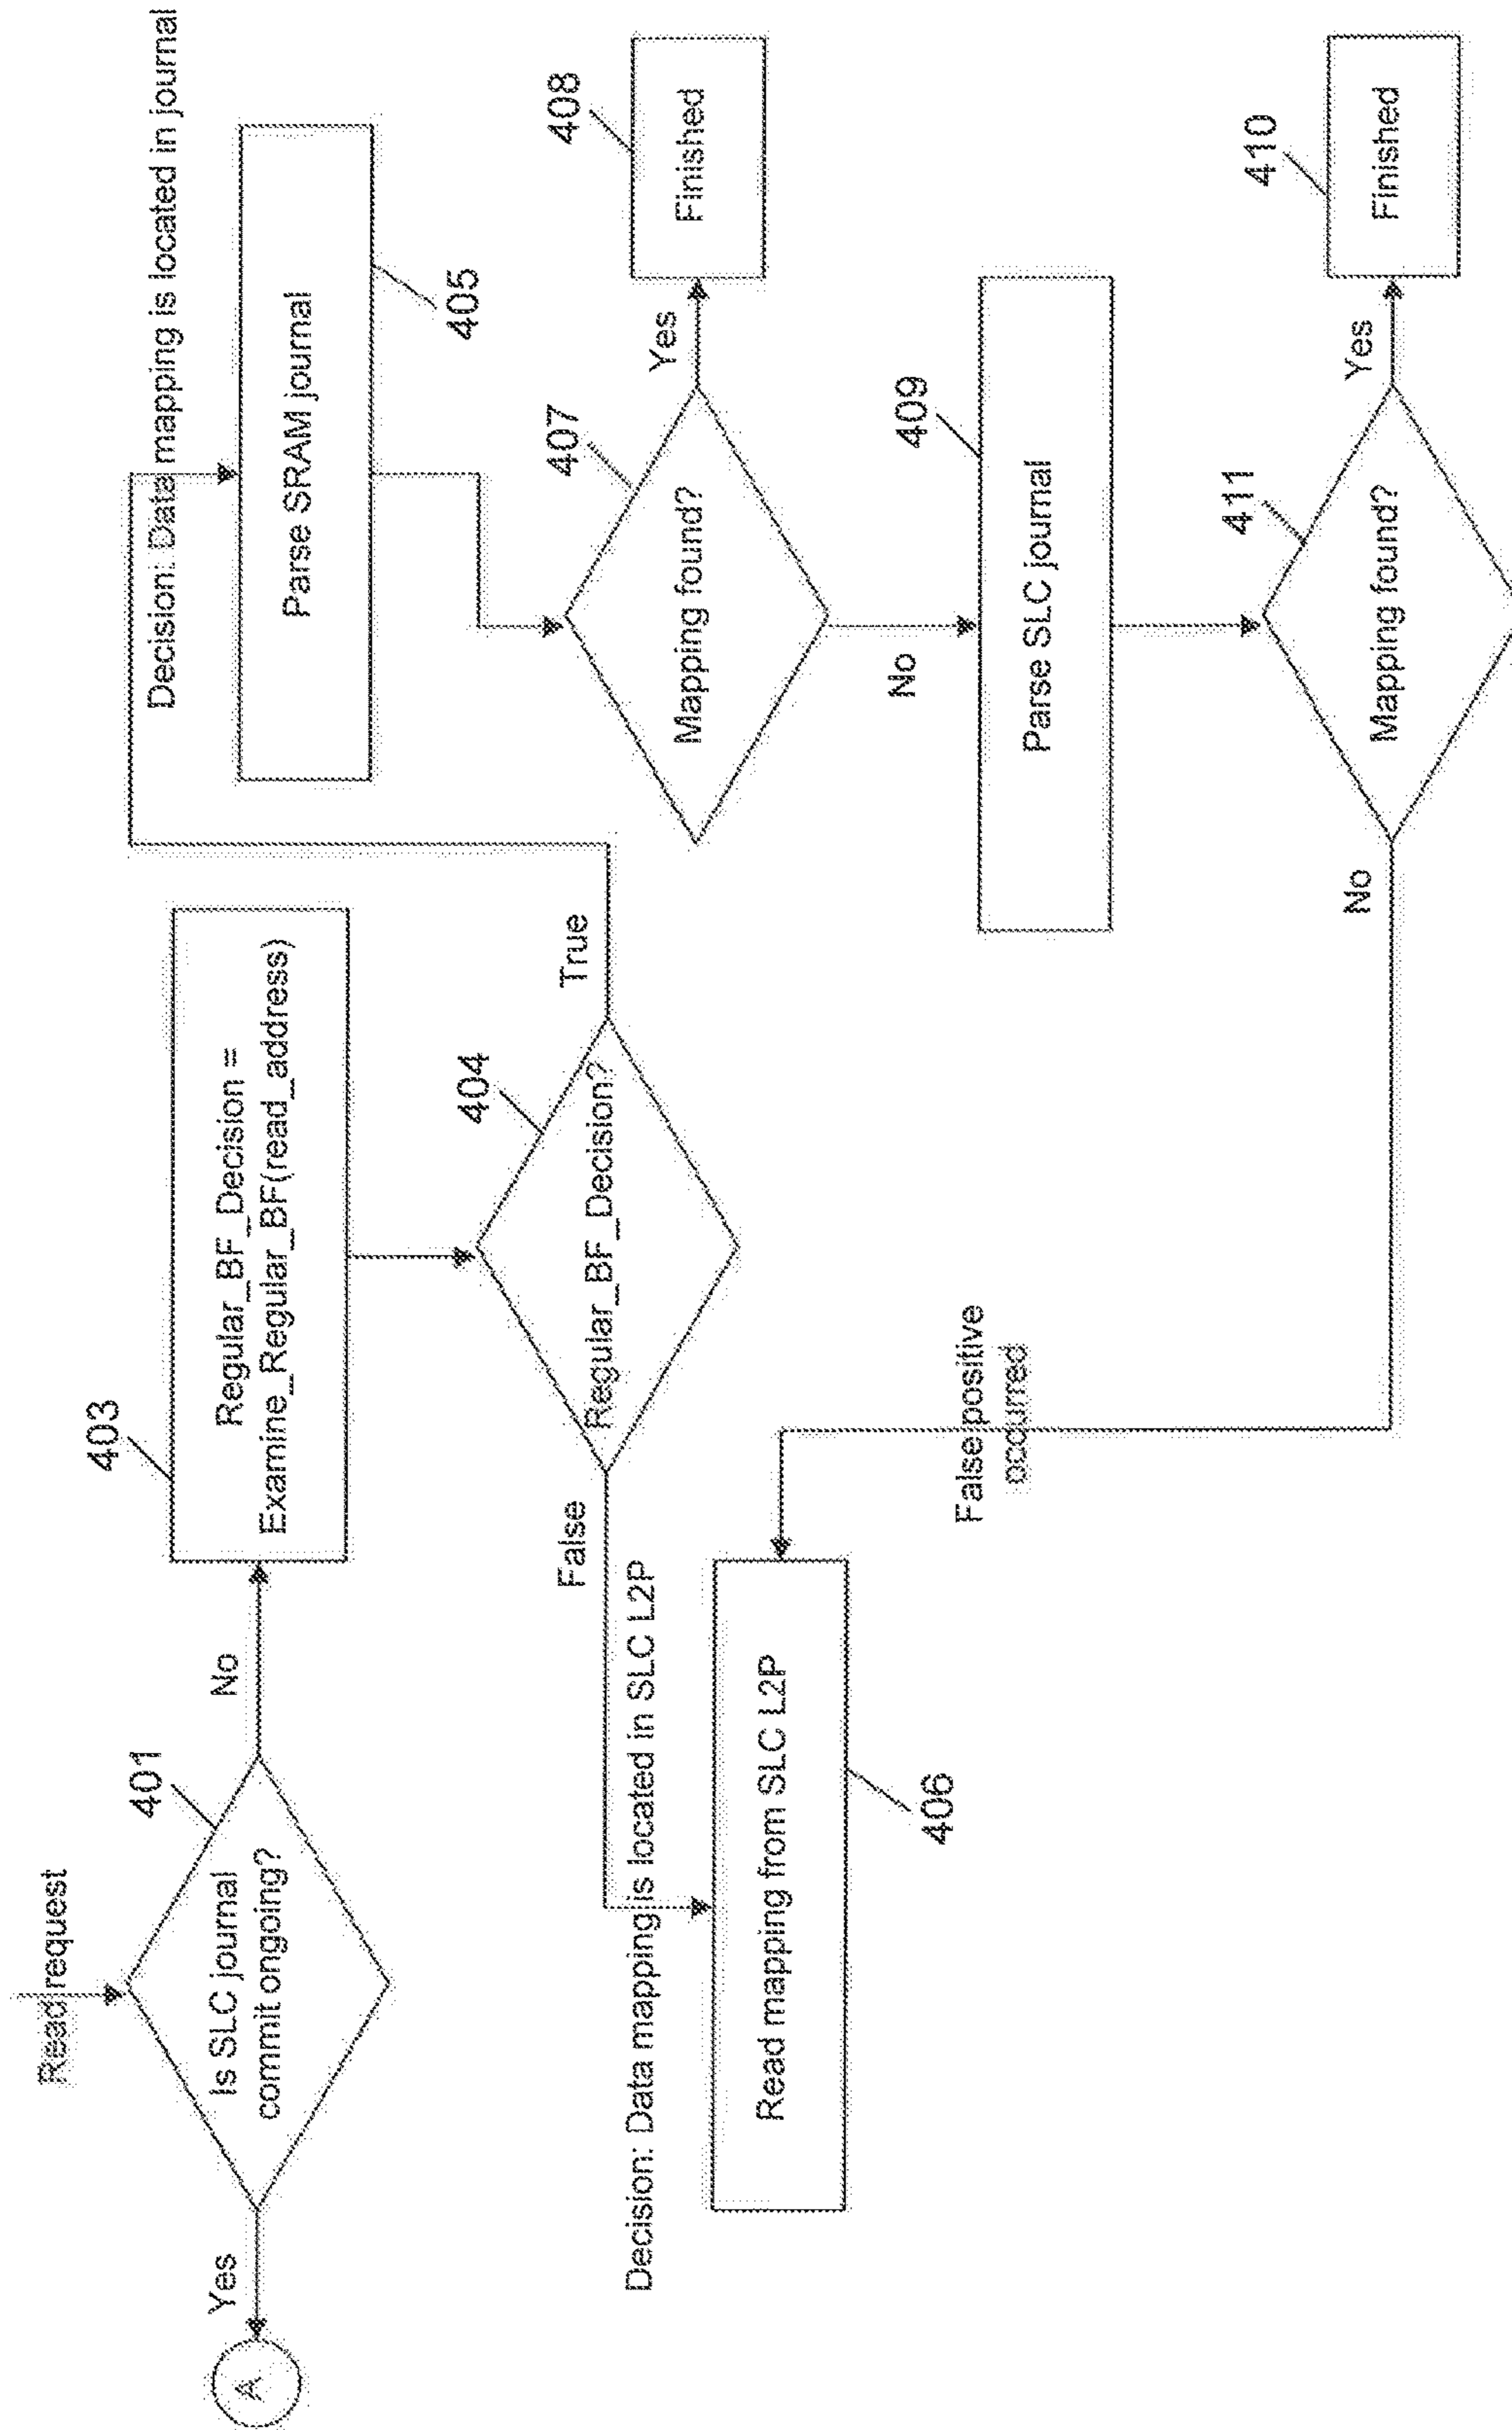 Read request
Is SLC journal
commit ongoing?
401
Yes
A
No
403
Regular_BF_Decision =
Examine_Regular_BF(read_address)
404
Regular_BF_Decision?
False
True
Decision: Data mapping is located in SLC L2P
Read mapping from SLC L2P
406
Decision: Data mapping is located in journal
Parse SRAM journal
405
407
Mapping found?
Yes
408
Finished
No
409
Parse SLC journal
411
Mapping found?
Yes
410
Finished
No
False positive
occurred